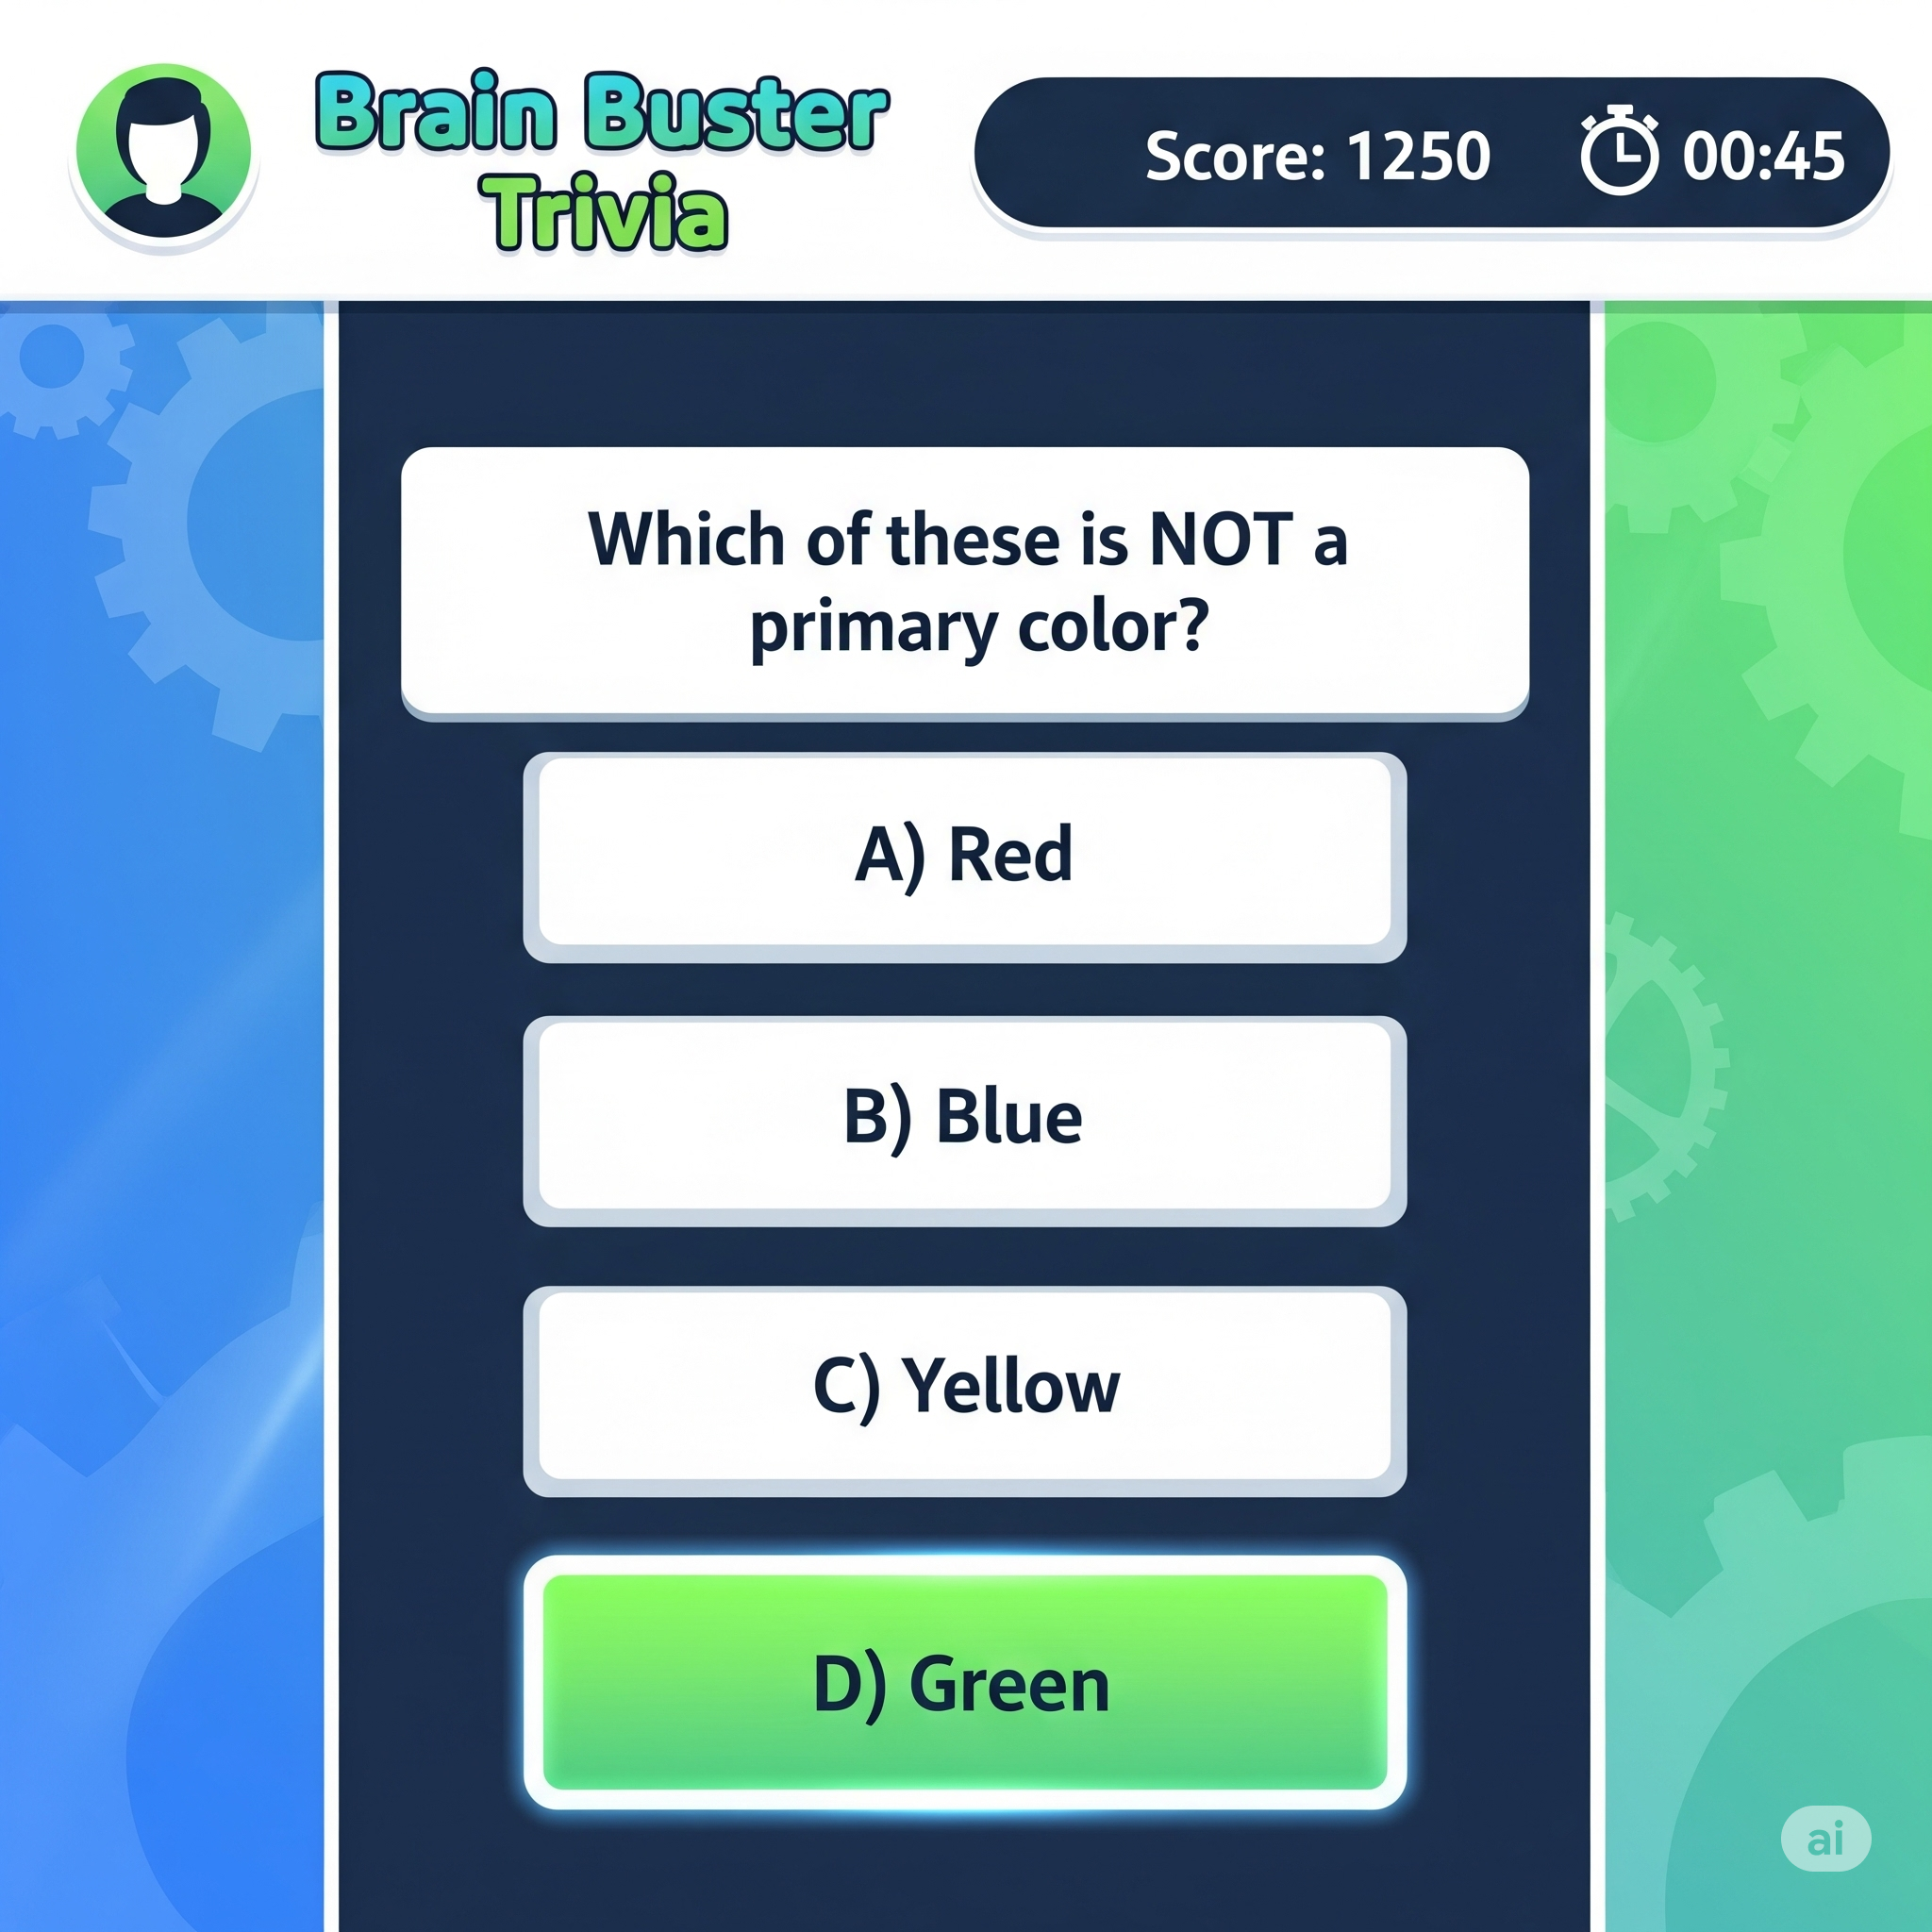 Brain Buster
Trivia
Score: 1250 00:45
Which of these is NOT a
primary color?
A) Red
B) Blue
C) Yellow
D) Green
ai